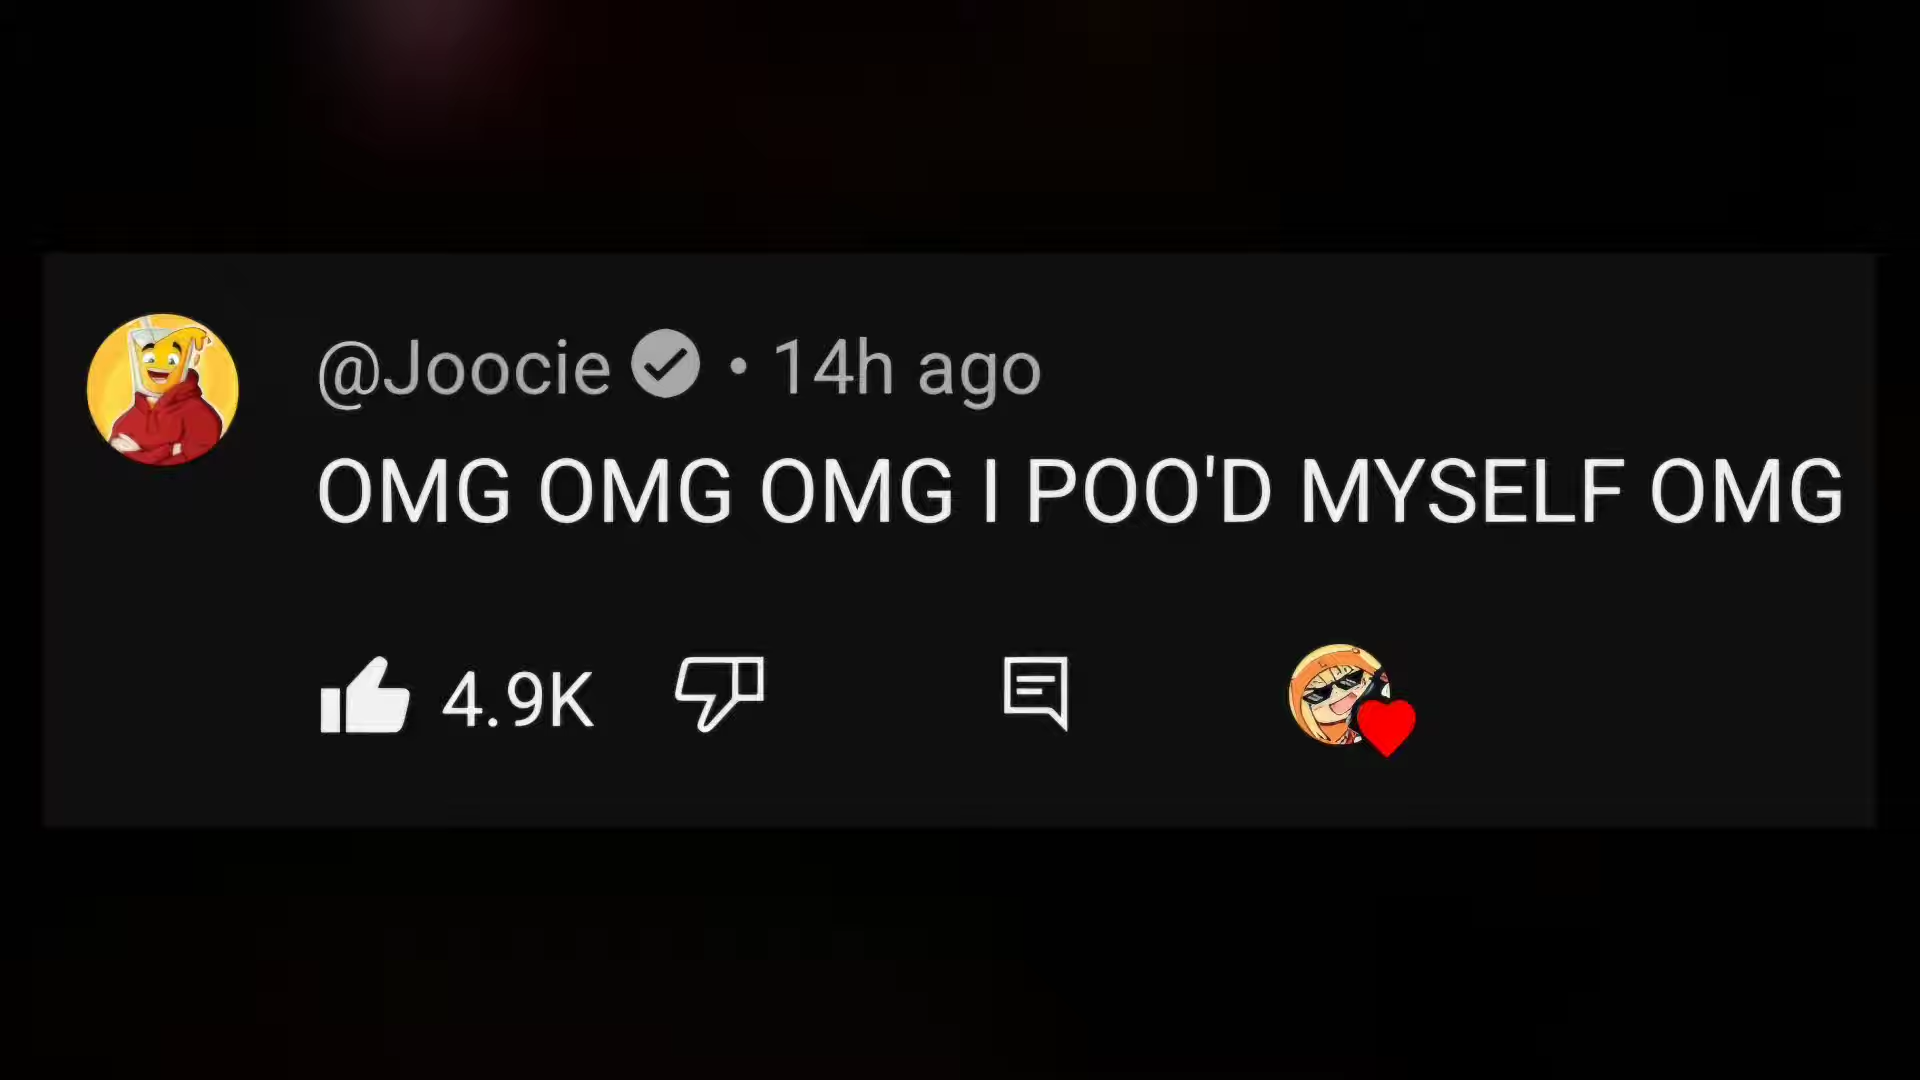 @Joocie • 14h ago
OMG OMG OMG I POO'D MYSELF OMG
4.9K